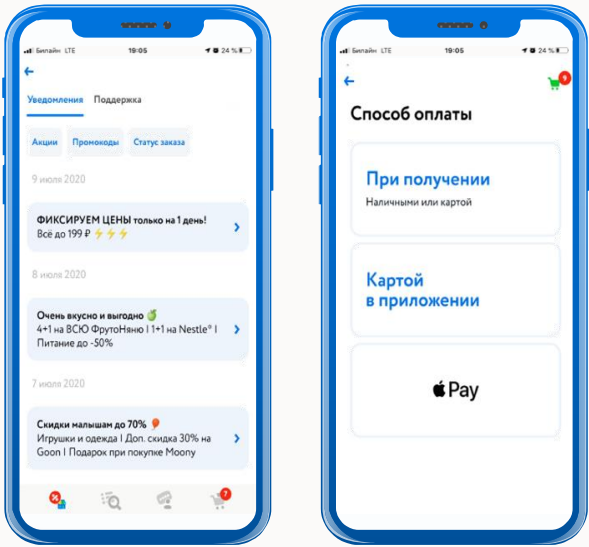 Билайн LTE 19:05 24 %
Уведомления Поддержка
Акции Промокоды Статус заказа
9 июля 2020
ФИКСИРУЕМ ЦЕНЫ только на 1 день!
Всё до 199 ₽ ⚡⚡⚡
8 июля 2020
Очень вкусно и выгодно 🍏
4+1 на ВСЮ ФрутоНяню I 1+1 на Nestle® I
Питание до -50%
7 июля 2020
Скидки малышам до 70% 🎈
Игрушки и одежда I Доп. скидка 30% на
Goon I Подарок при покупке Moony
7
Билайн LTE 19:05 24 %
9
Способ оплаты
При получении
Наличными или картой
Картой
в приложении
Pay